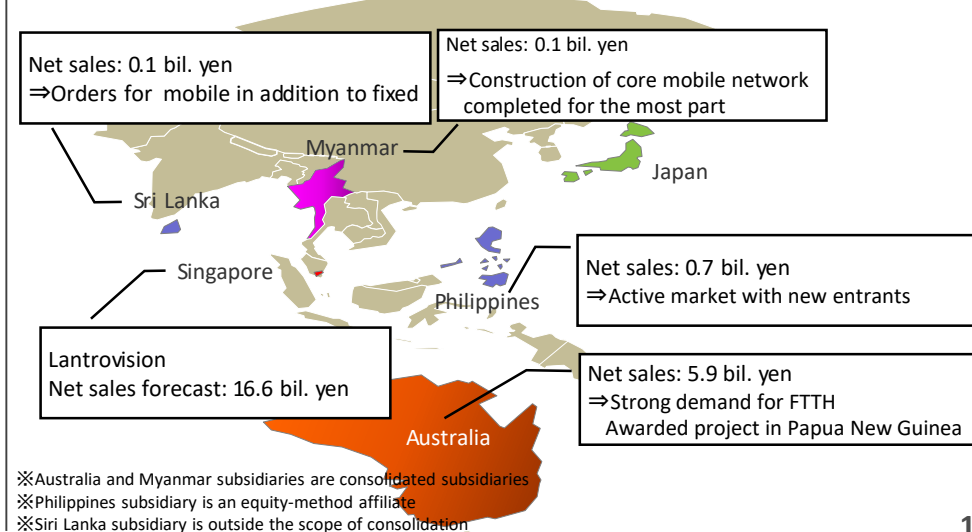 Net sales: 0.1 bil. yen
⇒Orders for mobile in addition to fixed
Net sales: 0.1 bil. yen
⇒Construction of core mobile network
completed for the most part
Myanmar
Japan
Sri Lanka
Singapore
Philippines
Net sales: 0.7 bil. yen
⇒Active market with new entrants
Lantrovision
Net sales forecast: 16.6 bil. yen
Net sales: 5.9 bil. yen
⇒Strong demand for FTTH
Awarded project in Papua New Guinea
Australia
※Australia and Myanmar subsidiaries are consolidated subsidiaries
※Philippines subsidiary is an equity-method affiliate
※Siri Lanka subsidiary is outside the scope of consolidation
1